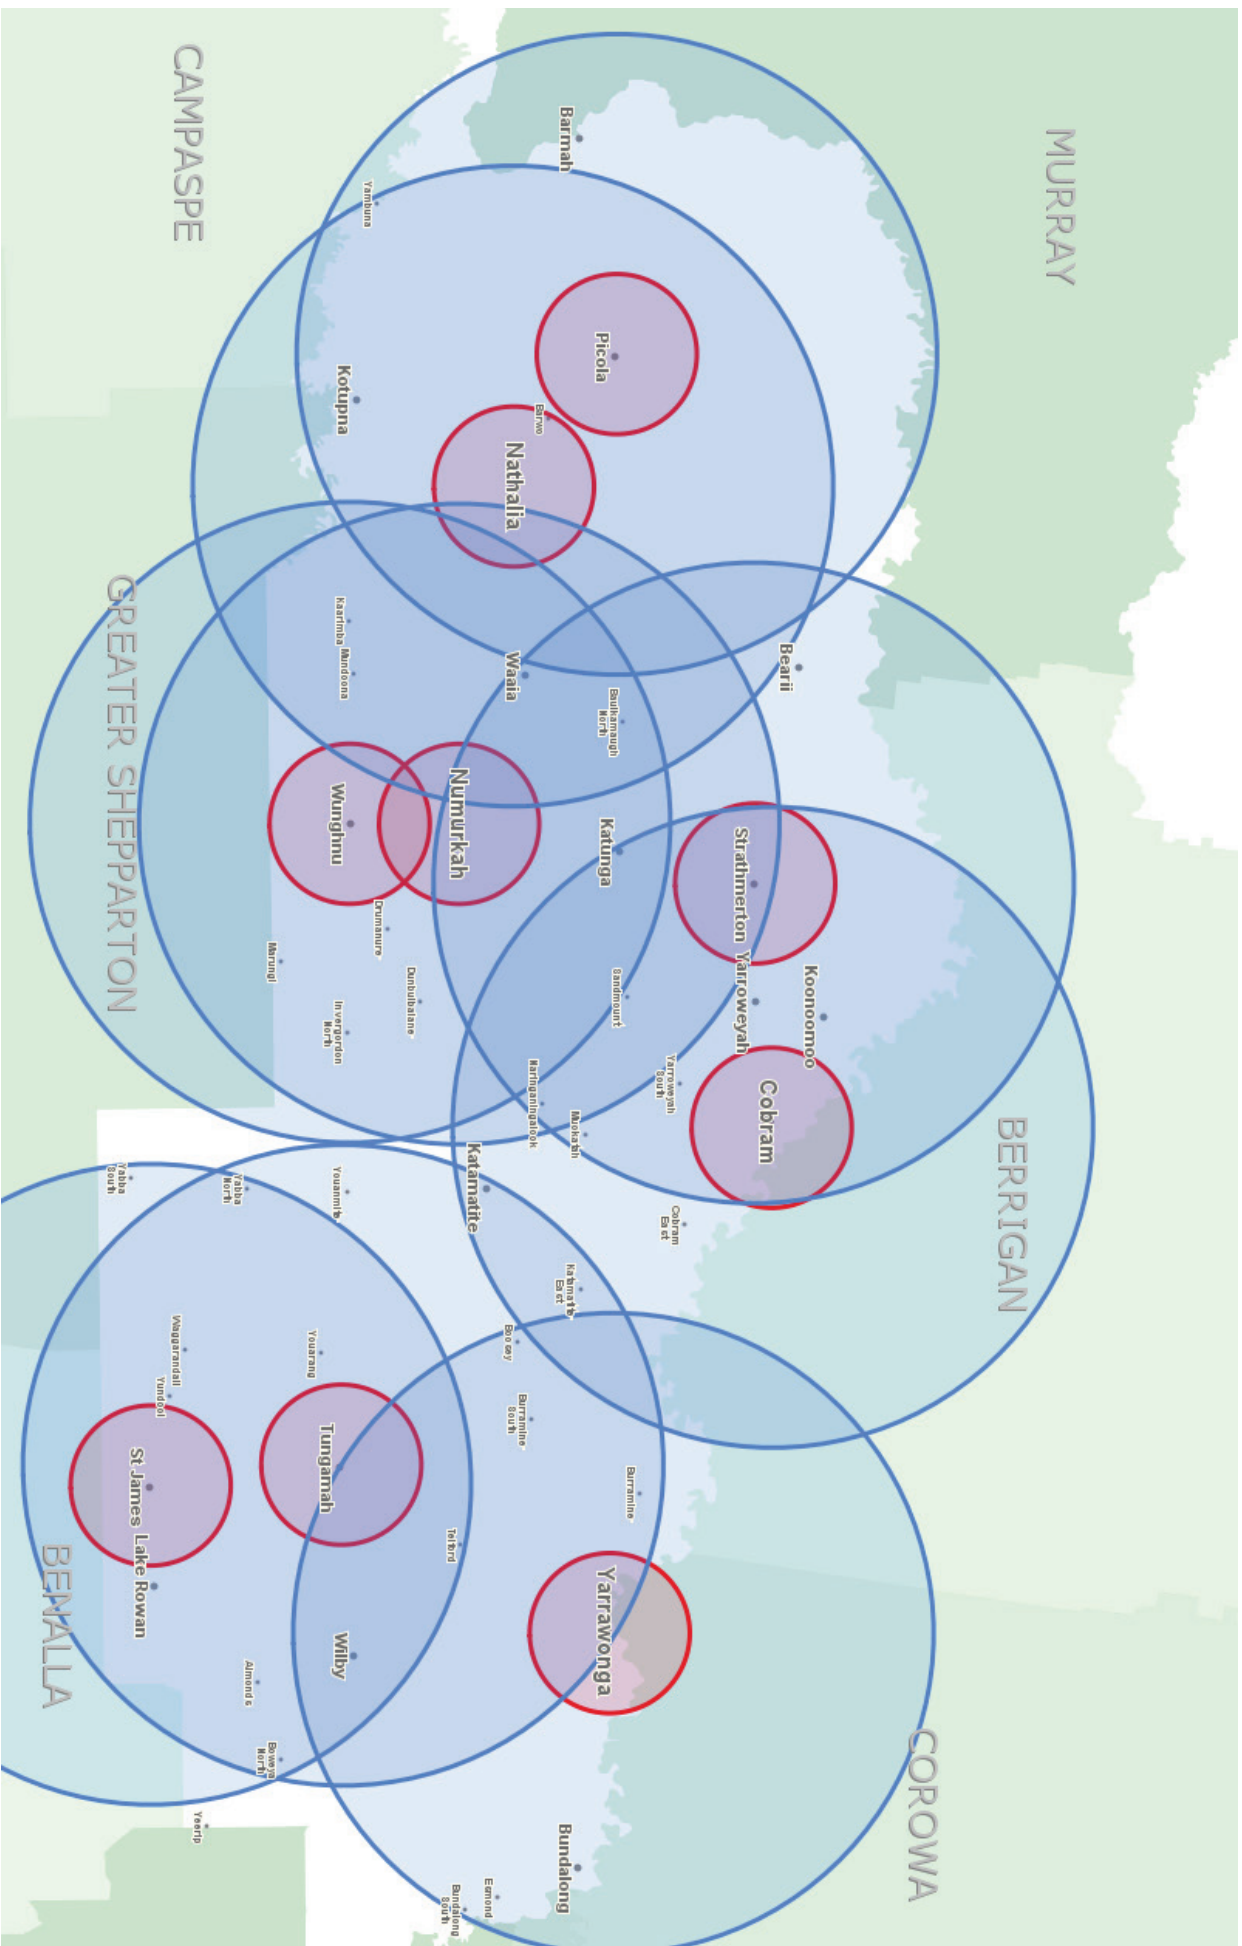 MURRAY
CAMPASPE
Barmah
Yambuna
Picola
Kotupna
Barwo
Nathalia
BERRIGAN
GREATER SHEPPARTON
Bearii
Kaarimba
Mundoona
Waaia
Baulkamaugh
North
Numurkah
Wunghnu
Katunga
Strathmerton
Yarroweyah
Koonoomoo
Drumanure
Marungi
Dunbulbalane
Invergordon
North
Sandmount
Yarroweyah
South
Naringaningalook
Muckatah
Cobram
Katamatite
Youanmite
Yabba
North
Yabba
South
Cobram
East
Katamatite
East
Boosey
Waggarandall
Yundool
Youarang
Tungamah
St James
Lake Rowan
Burramine
South
Burramine
Telford
Yarrawonga
Wilby
Almonds
Boweya
North
BENALLA
COROWA
Yeerip
Bundalong
Esmond
Bundalong
South